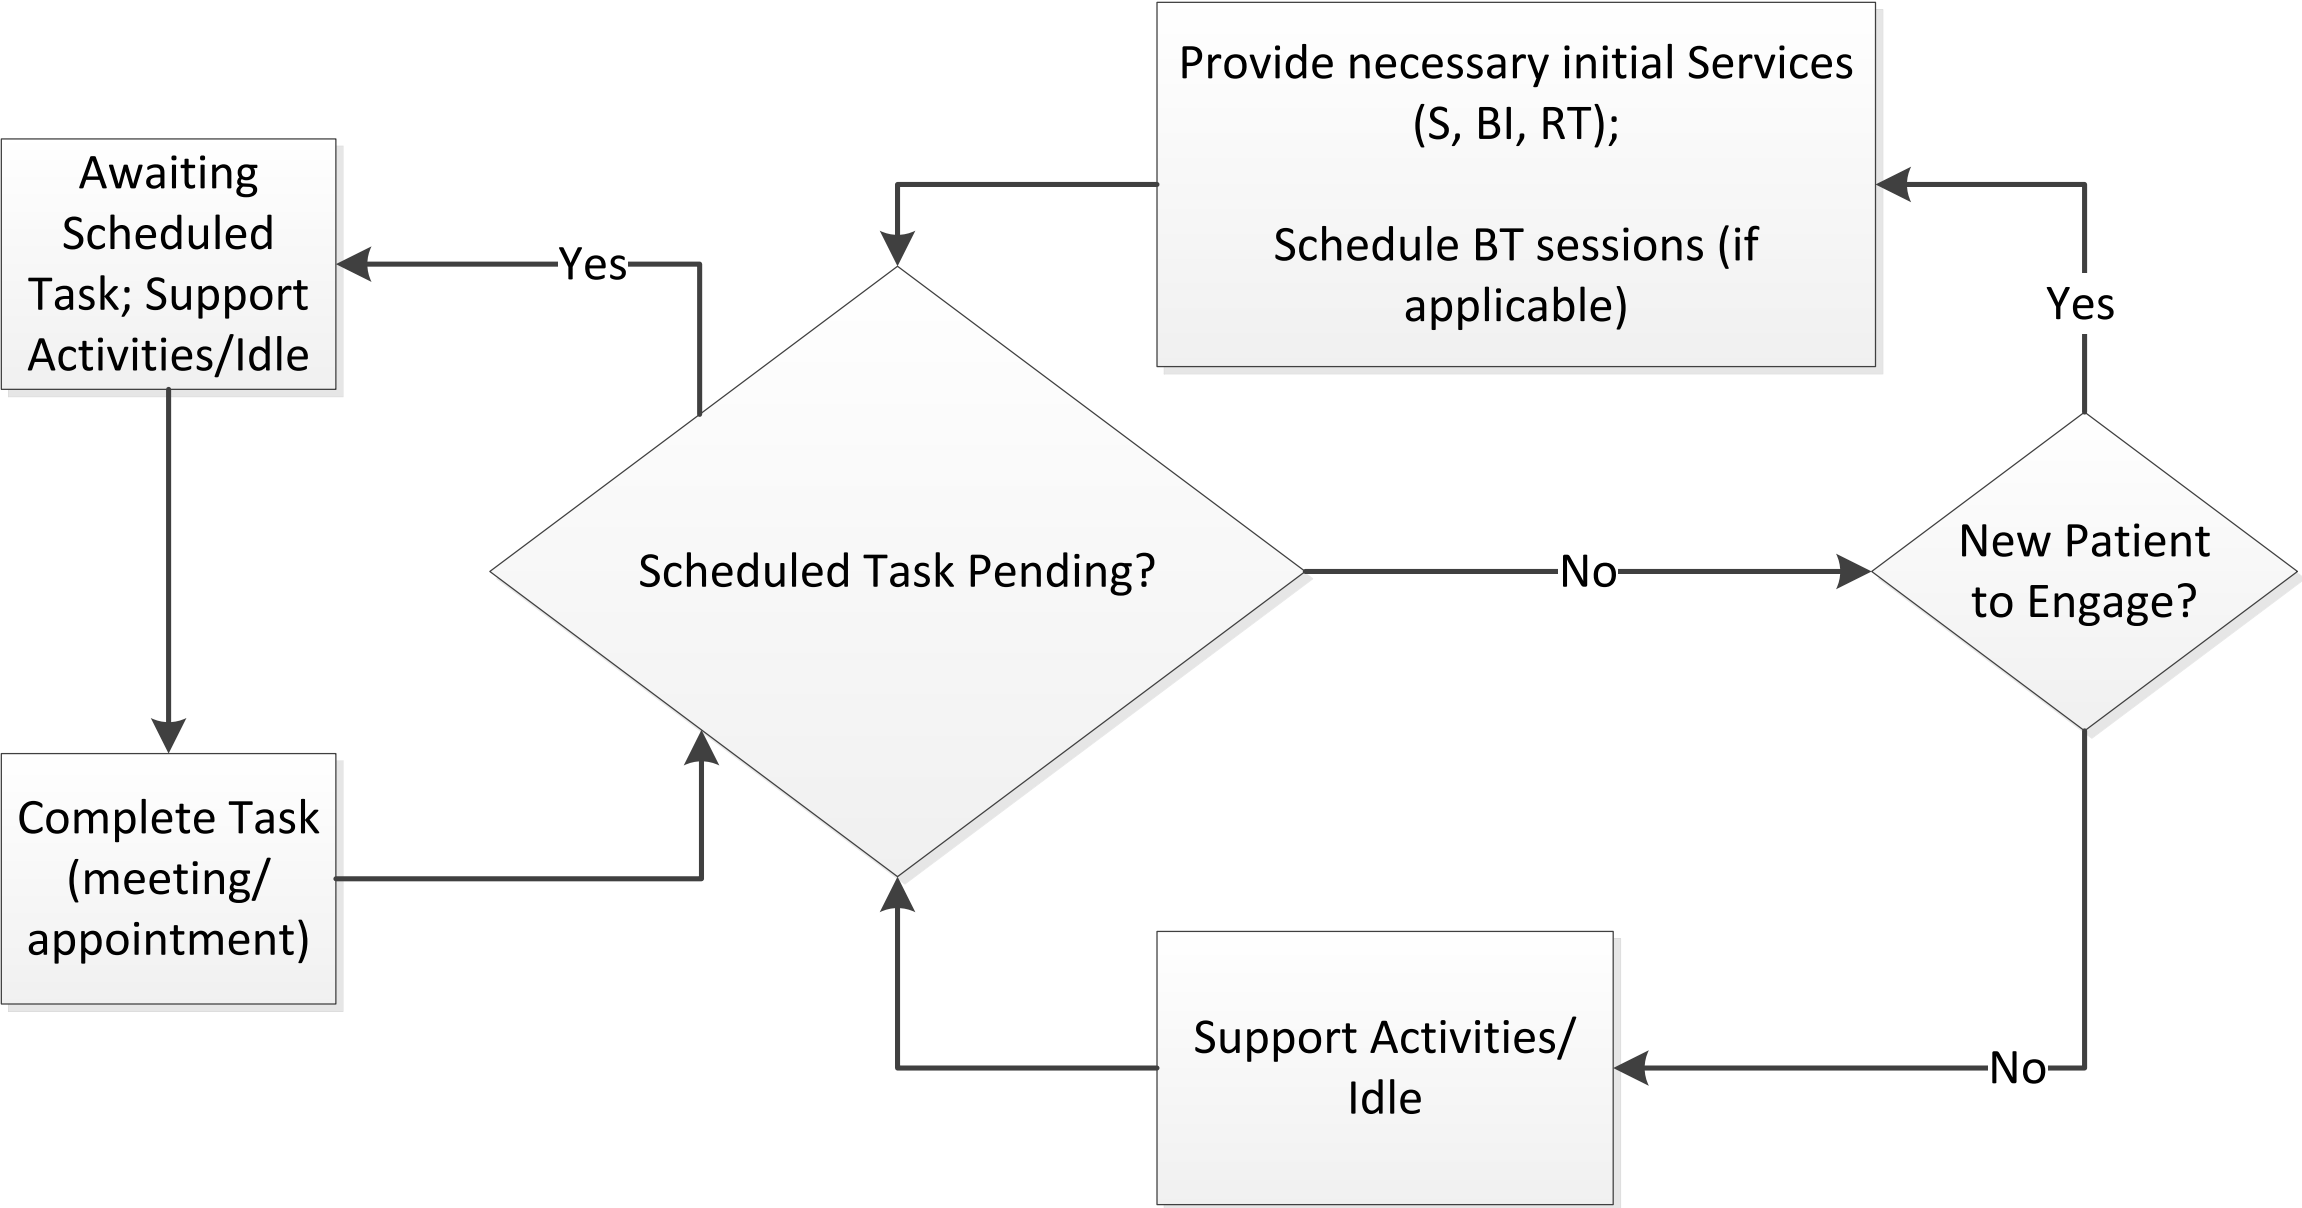 Provide necessary initial Services
(S, BI, RT);
Schedule BT sessions (if
applicable)
Awaiting
Scheduled
Task; Support
Activities/Idle
Yes
Yes
Scheduled Task Pending?
No
New Patient
to Engage?
Complete Task
(meeting/
appointment)
Support Activities/
Idle
No